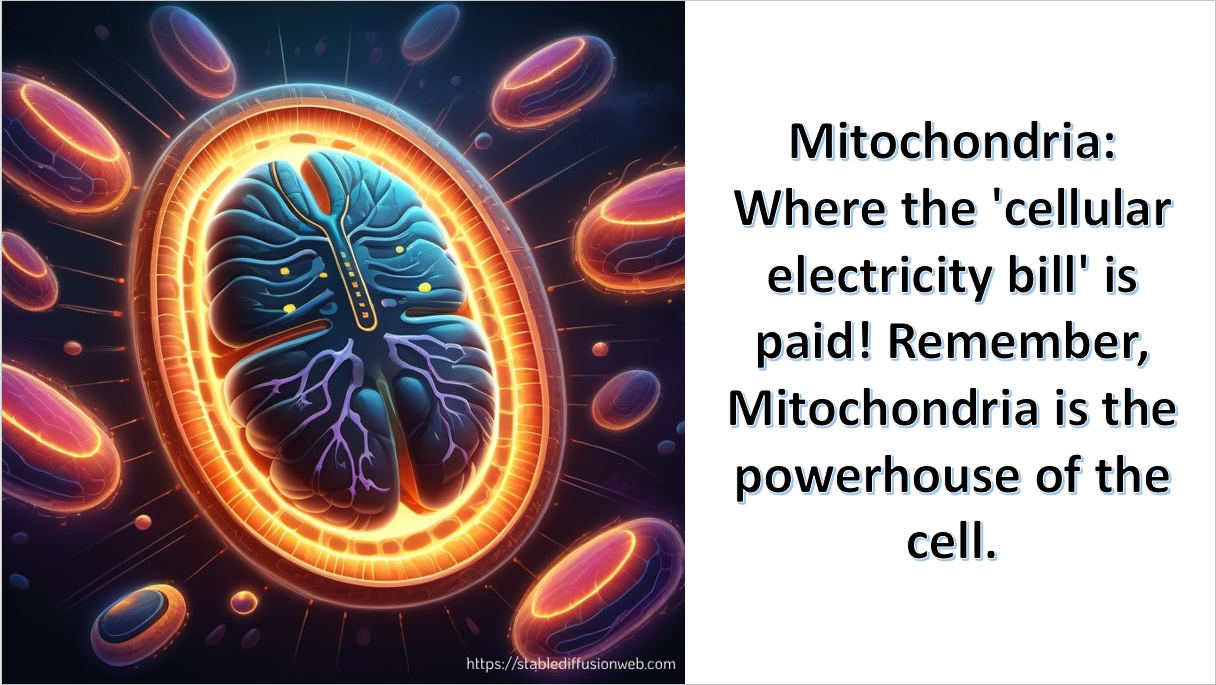 Mitochondria:
Where the 'cellular
electricity bill' is
paid! Remember,
Mitochondria is the
powerhouse of the
cell.
https://stablediffusionweb.com